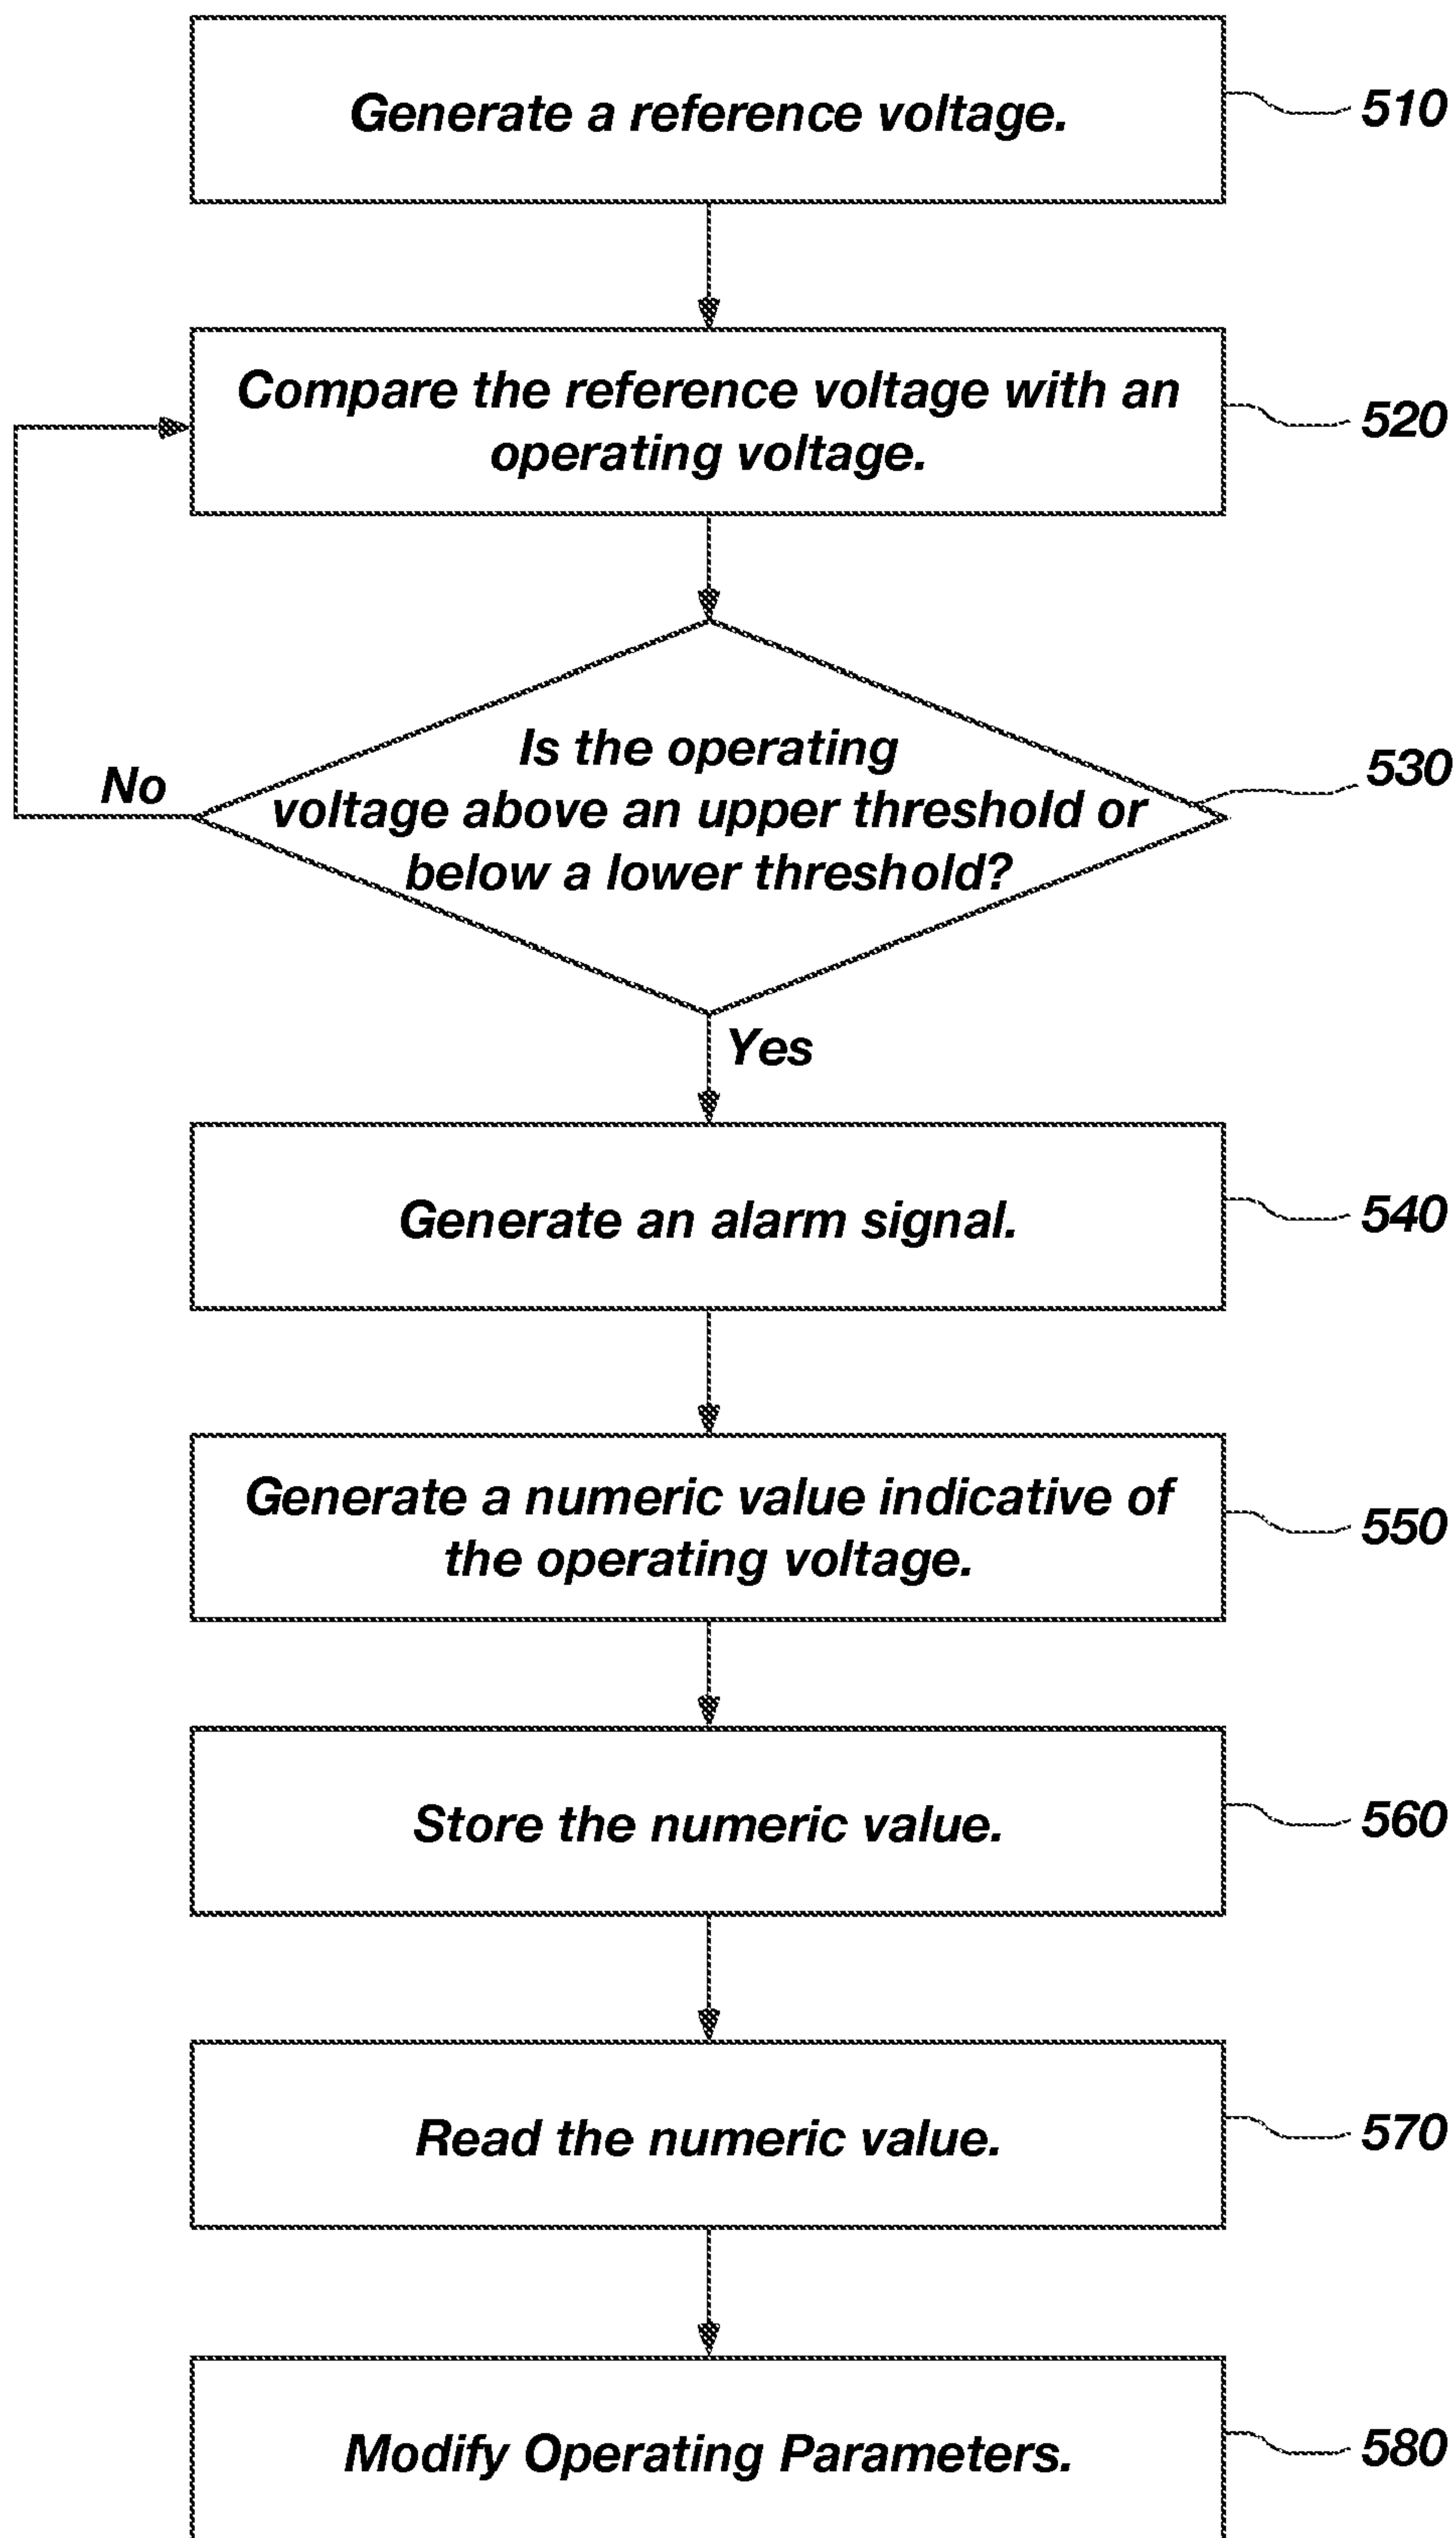 Generate a reference voltage.
510
Compare the reference voltage with an
operating voltage.
520
Is the operating
voltage above an upper threshold or
below a lower threshold?
530
No
Yes
Generate an alarm signal.
540
Generate a numeric value indicative of
the operating voltage.
550
Store the numeric value.
560
Read the numeric value.
570
Modify Operating Parameters.
580